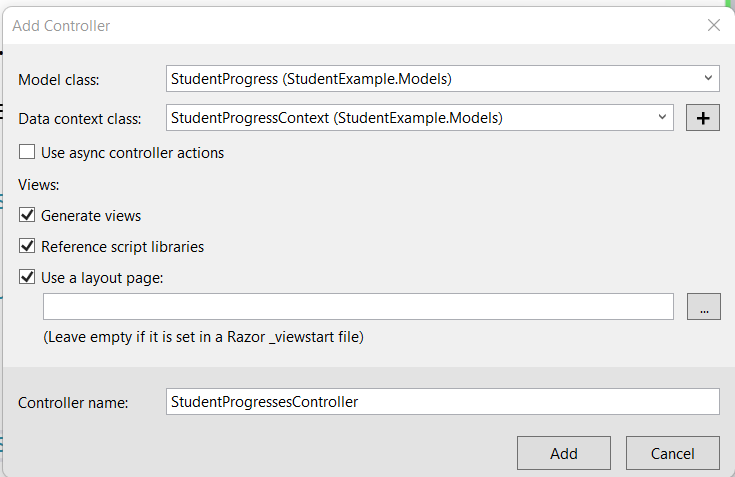 Add Controller
Model class: StudentProgress (StudentExample.Models)
Data context class: StudentProgressContext (StudentExample.Models) +
Use async controller actions
Views:
Generate views
Reference script libraries
Use a layout page:
...
(Leave empty if it is set in a Razor _viewstart file)
Controller name: StudentProgressesController
Add Cancel